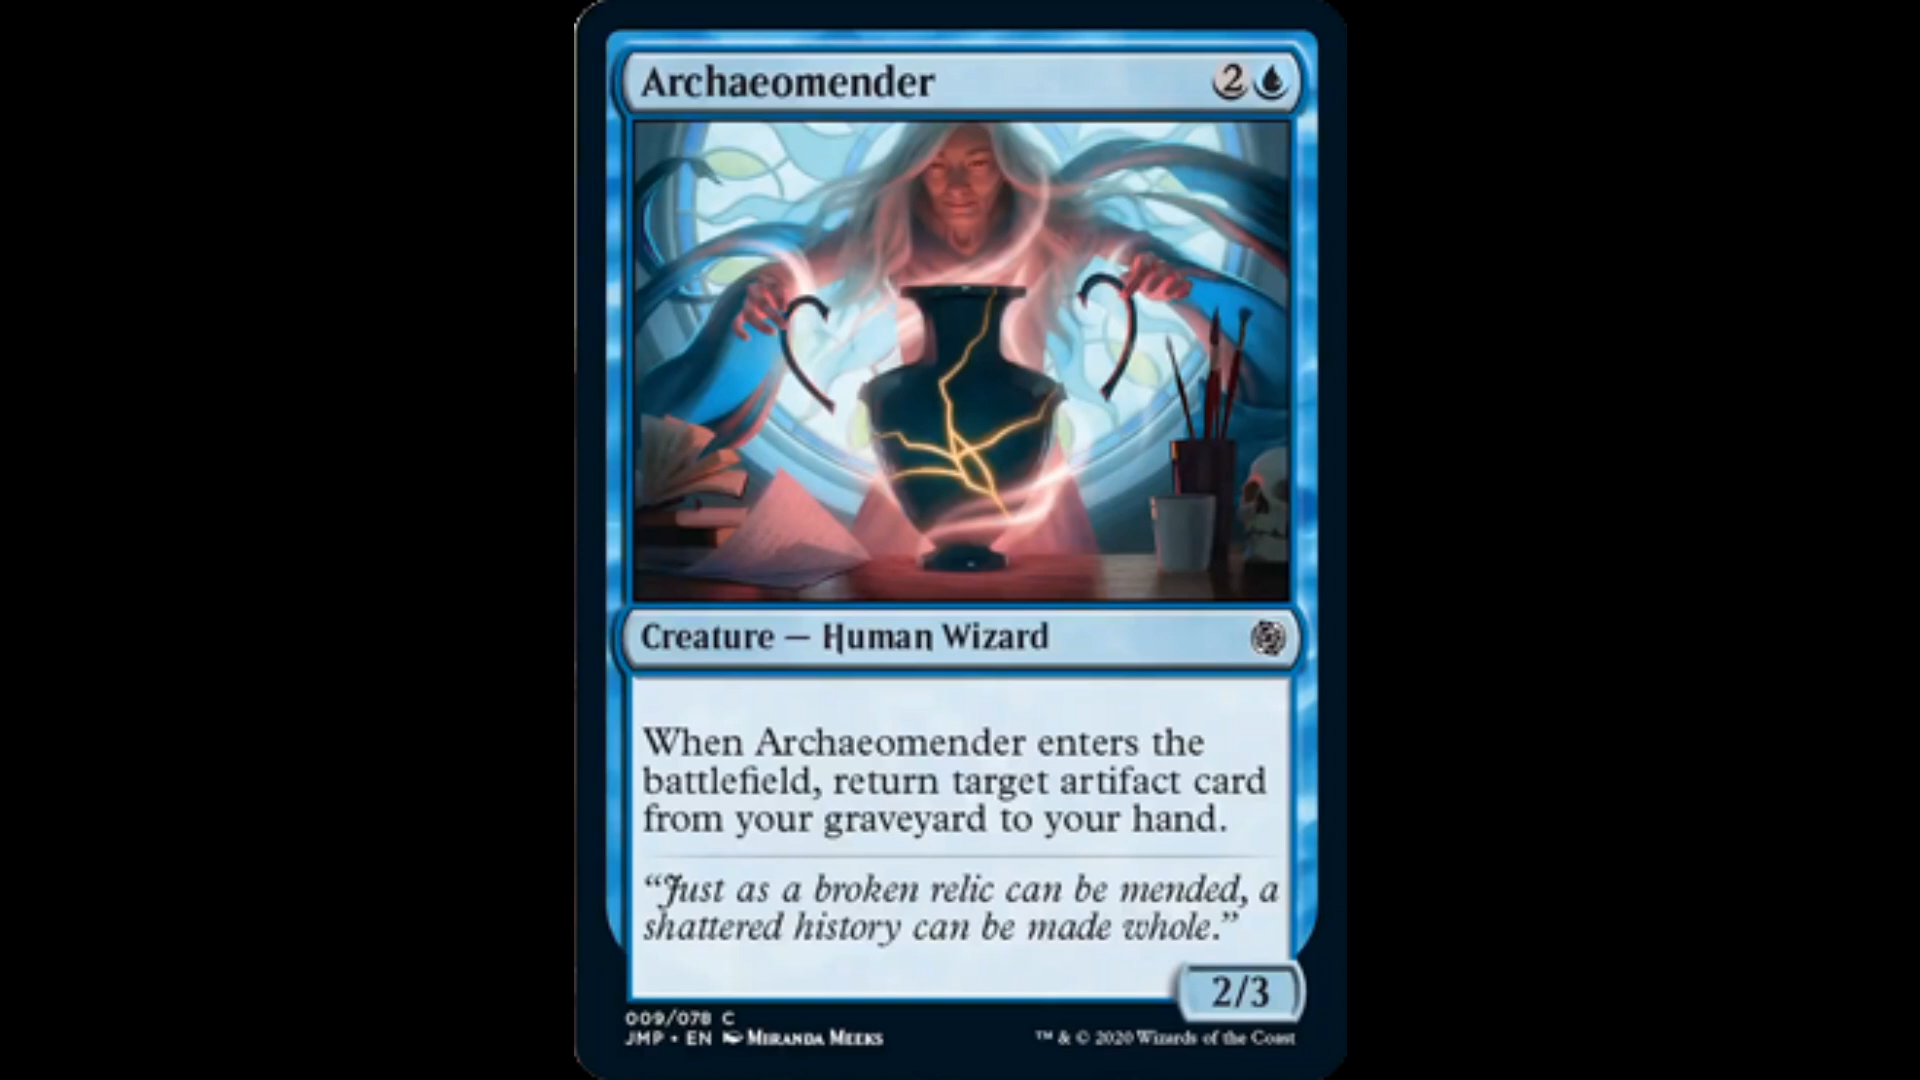 Archaeomender 2
Creature — Human Wizard
When Archaeomender enters the
battlefield, return target artifact card
from your graveyard to your hand.
“Just as a broken relic can be mended, a
shattered history can be made whole.”
2/3
009/078 C
JMP • EN Miranda Meeks
™ & © 2020 Wizards of the Coast